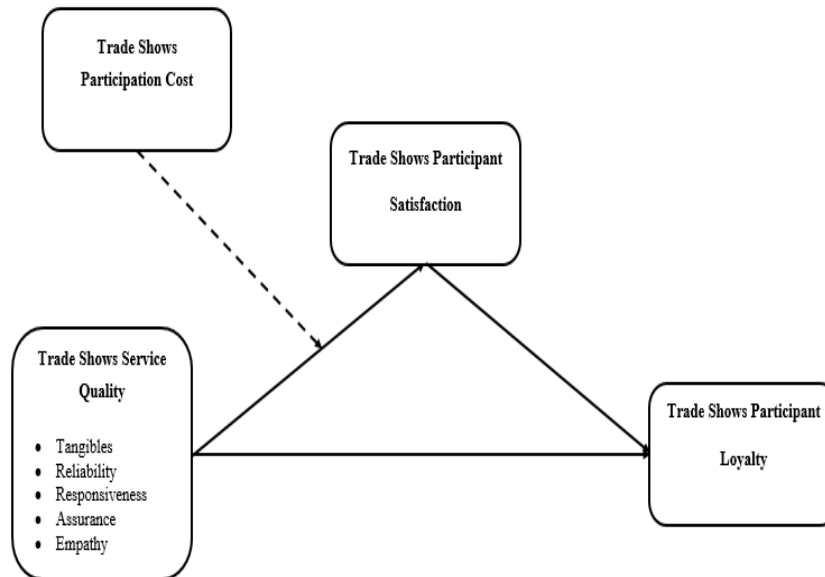 Trade Shows
Participation Cost
Trade Shows Participant
Satisfaction
Trade Shows Service
Quality
• Tangibles
• Reliability
• Responsiveness
• Assurance
• Empathy
Trade Shows Participant
Loyalty